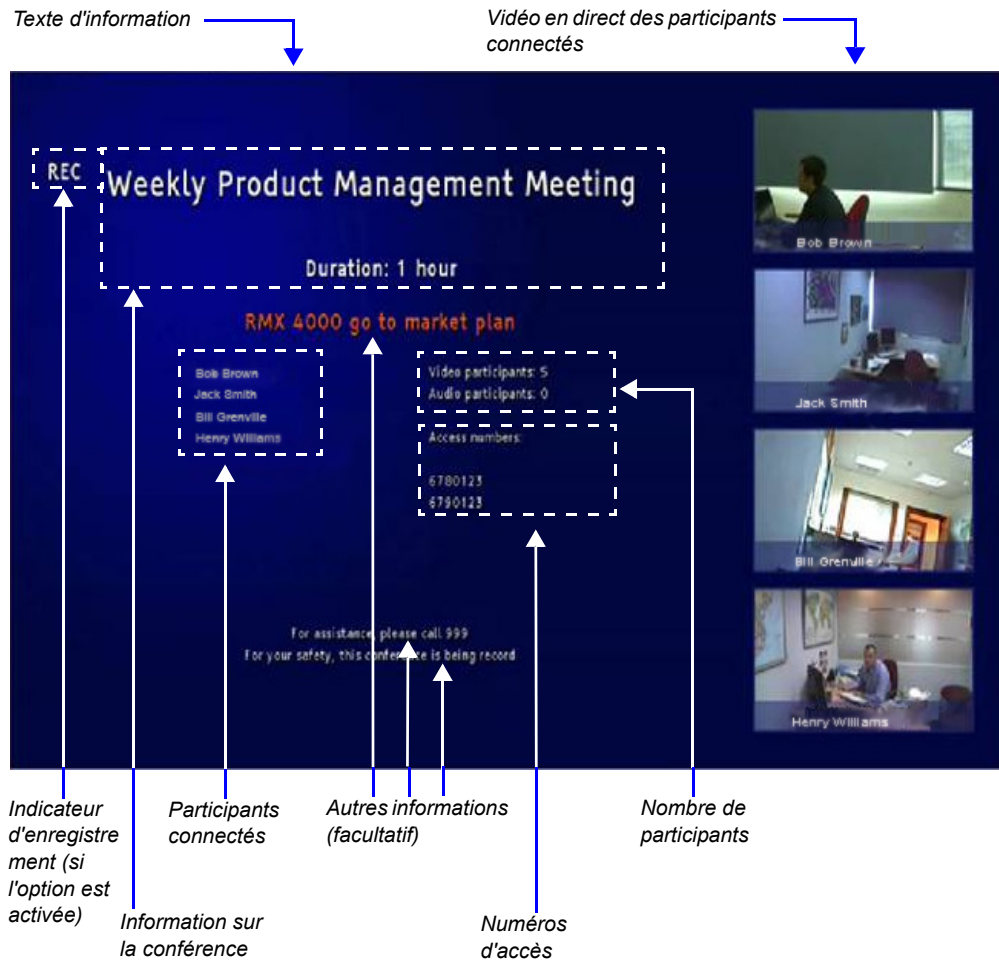 Texte d'information
Vidéo en direct des participants
connectés
REC
Weekly Product Management Meeting
Duration: 1 hour
RMX 4000 go to market plan
Bob Brown
Jack Smith
Bill Grenville
Henry Williams
Video participants: 5
Audio participants: 0
Access numbers:
6780123
6790123
For assistance, please call 999
For your safety, this conference is being record
Bob Brown
Jack Smith
Bill Grenville
Henry Williams
Indicateur
d'enregistre
ment (si
l'option est
activée)
Information sur
la conférence
Participants
connectés
Autres informations
(facultatif)
Numéros
d'accès
Nombre de
participants